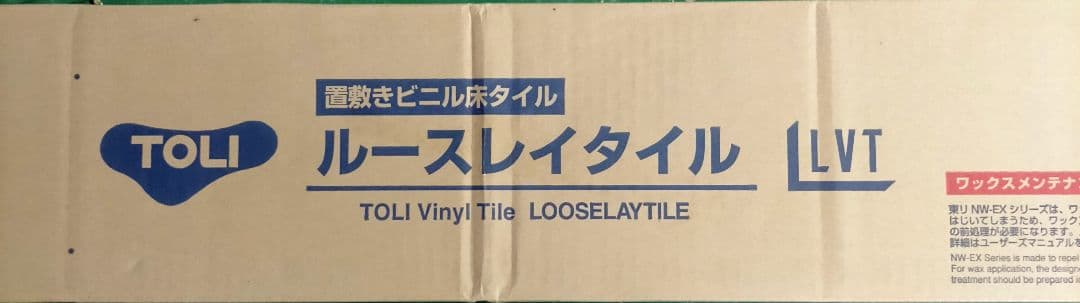 TOLI
置敷きビニル床タイル
ルースレイタイル
LLVT
TOLI Vinyl Tile LOOSELAYTILE
ワックスメンテナ
東リ NW-EX シリーズは、ワ
はじいてしまうため、ワック
の前処理が必要になります。
詳細はユーザーズマニュアルを
NW-EX Series is made to repel
For wax application, the design
treatment should be prepared